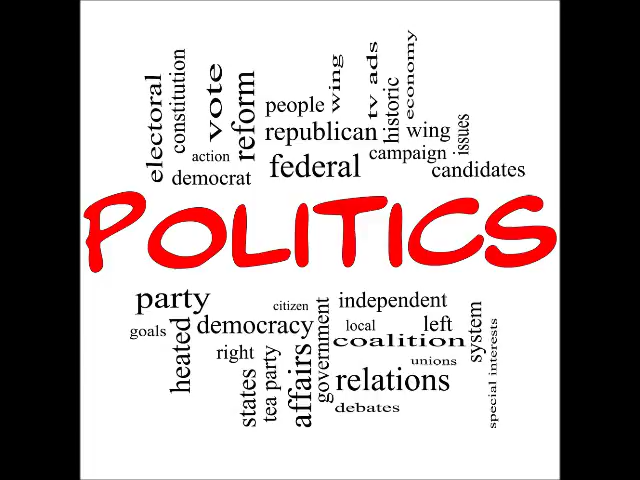 electoral
constitution
vote
reform
action
democrat
people
wing
tv ads
historic
economy
republican
wing
issues
federal
campaign
candidates
POLITICS
party
goals
heated
democracy
citizen
right
states
tea party
affairs
government
independent
local
left
coalition
unions
relations
debates
system
special interests